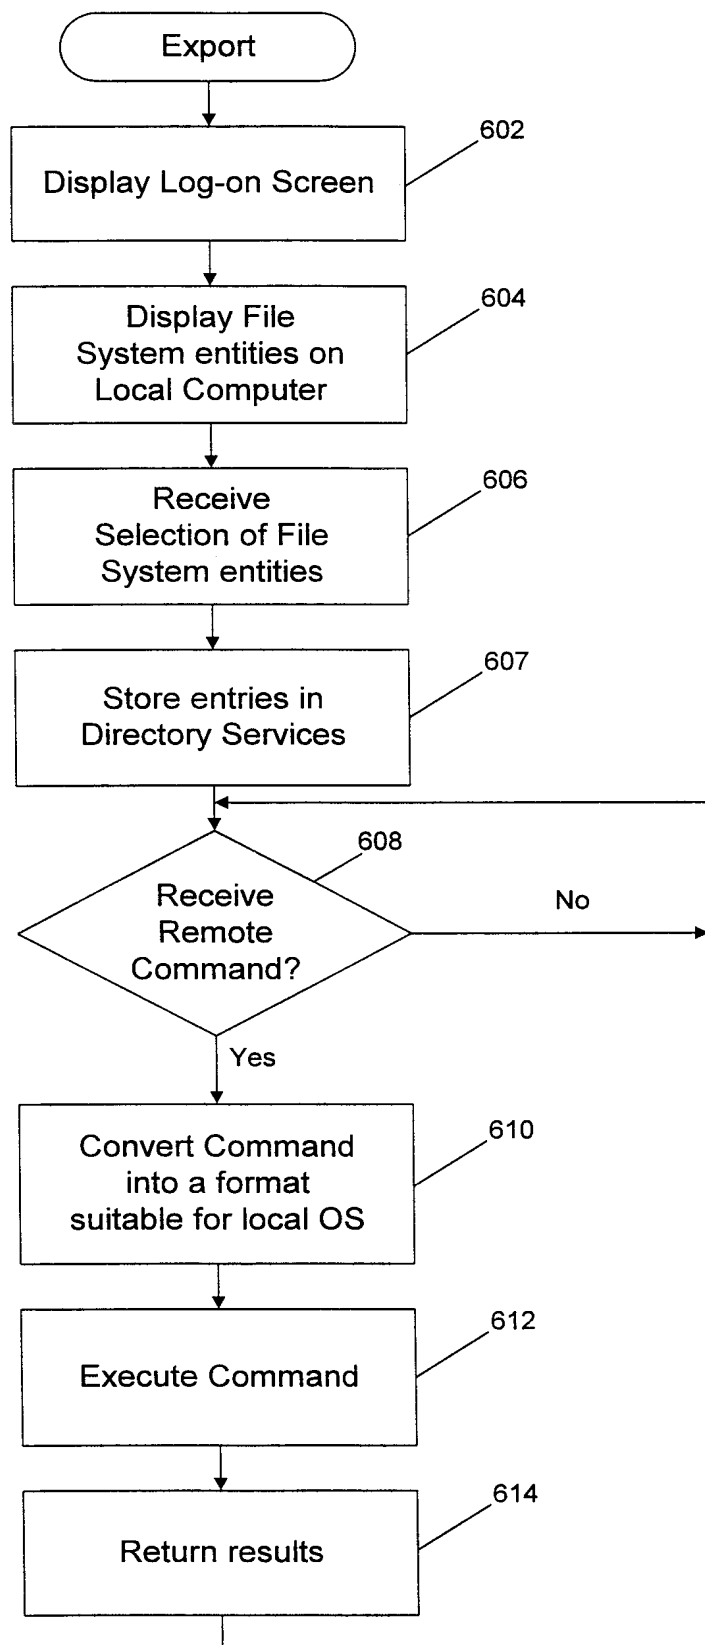 Export
602
Display Log-on Screen
604
Display File
System entities on
Local Computer
606
Receive
Selection of File
System entities
607
Store entries in
Directory Services
608
Receive
Remote
Command?
No
Yes
610
Convert Command
into a format
suitable for local OS
612
Execute Command
614
Return results